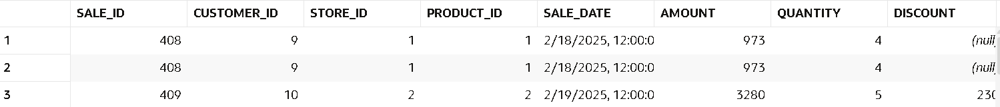 SALE_ID CUSTOMER_ID STORE_ID PRODUCT_ID SALE_DATE AMOUNT QUANTITY DISCOUNT
1 408 9 1 1 2/18/2025, 12:00:0 973 4 (null)
2 408 9 1 1 2/18/2025, 12:00:0 973 4 (null)
3 409 10 2 2 2/19/2025, 12:00:0 3280 5 230